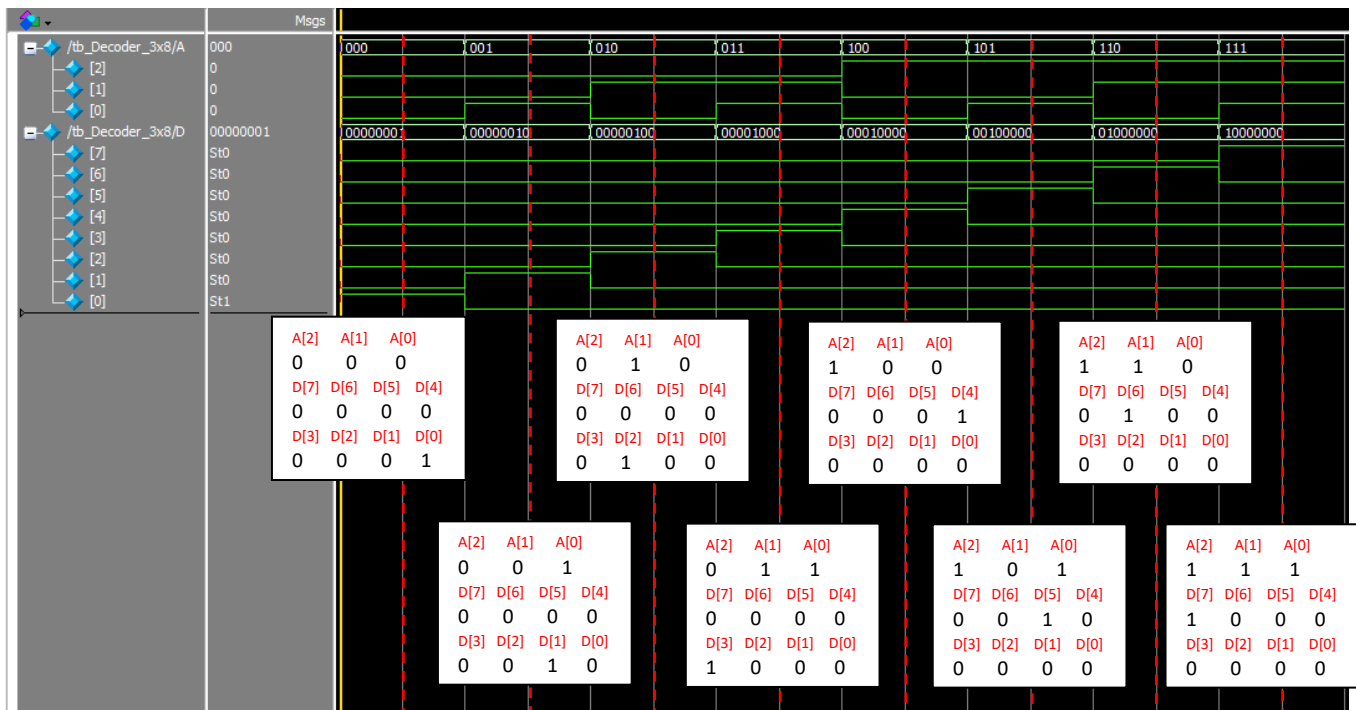 Msgs
/tb_Decoder_3x8/A 000 000 001 010 011 100 101 110 111
[2] 0
[1] 0
[0] 0
/tb_Decoder_3x8/D 00000001 00000001 00000010 00000100 00001000 00010000 00100000 01000000 10000000
[7] St0
[6] St0
[5] St0
[4] St0
[3] St0
[2] St0
[1] St0
[0] St1
A[2] A[1] A[0]
0 0 0
D[7] D[6] D[5] D[4]
0 0 0 0
D[3] D[2] D[1] D[0]
0 0 0 1
A[2] A[1] A[0]
0 1 0
D[7] D[6] D[5] D[4]
0 0 0 0
D[3] D[2] D[1] D[0]
0 1 0 0
A[2] A[1] A[0]
1 0 0
D[7] D[6] D[5] D[4]
0 0 0 1
D[3] D[2] D[1] D[0]
0 0 0 0
A[2] A[1] A[0]
1 1 0
D[7] D[6] D[5] D[4]
0 1 0 0
D[3] D[2] D[1] D[0]
0 0 0 0
A[2] A[1] A[0]
0 0 1
D[7] D[6] D[5] D[4]
0 0 0 0
D[3] D[2] D[1] D[0]
0 0 1 0
A[2] A[1] A[0]
0 1 1
D[7] D[6] D[5] D[4]
0 0 0 0
D[3] D[2] D[1] D[0]
1 0 0 0
A[2] A[1] A[0]
1 0 1
D[7] D[6] D[5] D[4]
0 0 1 0
D[3] D[2] D[1] D[0]
0 0 0 0
A[2] A[1] A[0]
1 1 1
D[7] D[6] D[5] D[4]
1 0 0 0
D[3] D[2] D[1] D[0]
0 0 0 0